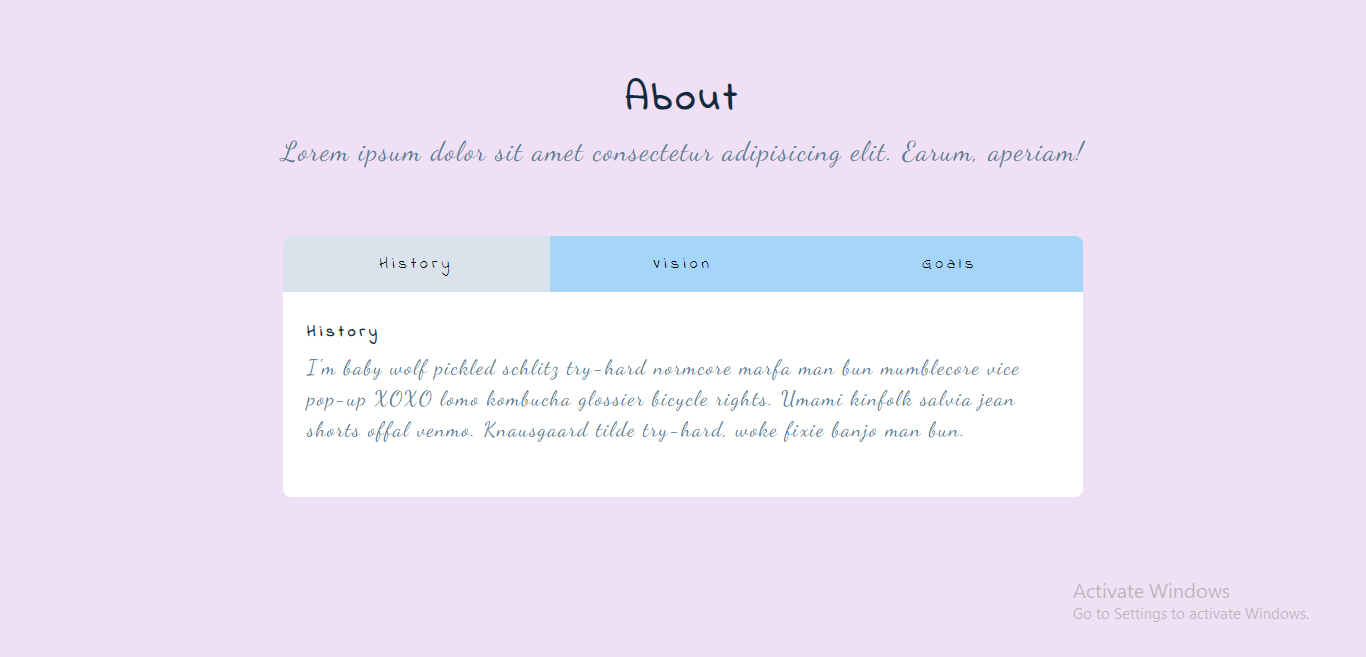 About
Lorem ipsum dolor sit amet consectetur adipisicing elit. Earum, aperiam!
History Vision Goals
History
I'm baby wolf pickled schlitz try-hard normcore marfa man bun mumblecore vice
pop-up XOXO lomo kombucha glossier bicycle rights. Umami kinfolk salvia jean
shorts offal venmo. Knausgaard tilde try-hard, woke fixie banjo man bun.
Activate Windows
Go to Settings to activate Windows.